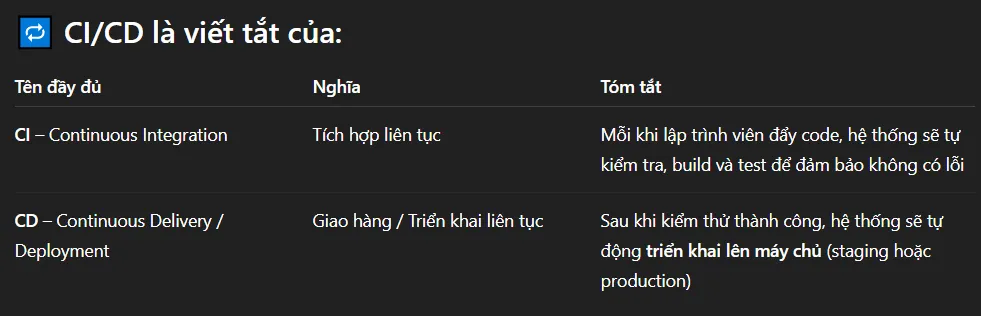 CI/CD là viết tắt của:
Tên đầy đủ Nghĩa Tóm tắt
CI – Continuous Integration Tích hợp liên tục Mỗi khi lập trình viên đẩy code, hệ thống sẽ tự
kiểm tra, build và test để đảm bảo không có lỗi
CD – Continuous Delivery / Giao hàng / Triển khai liên tục Sau khi kiểm thử thành công, hệ thống sẽ tự
Deployment động triển khai lên máy chủ (staging hoặc
production)